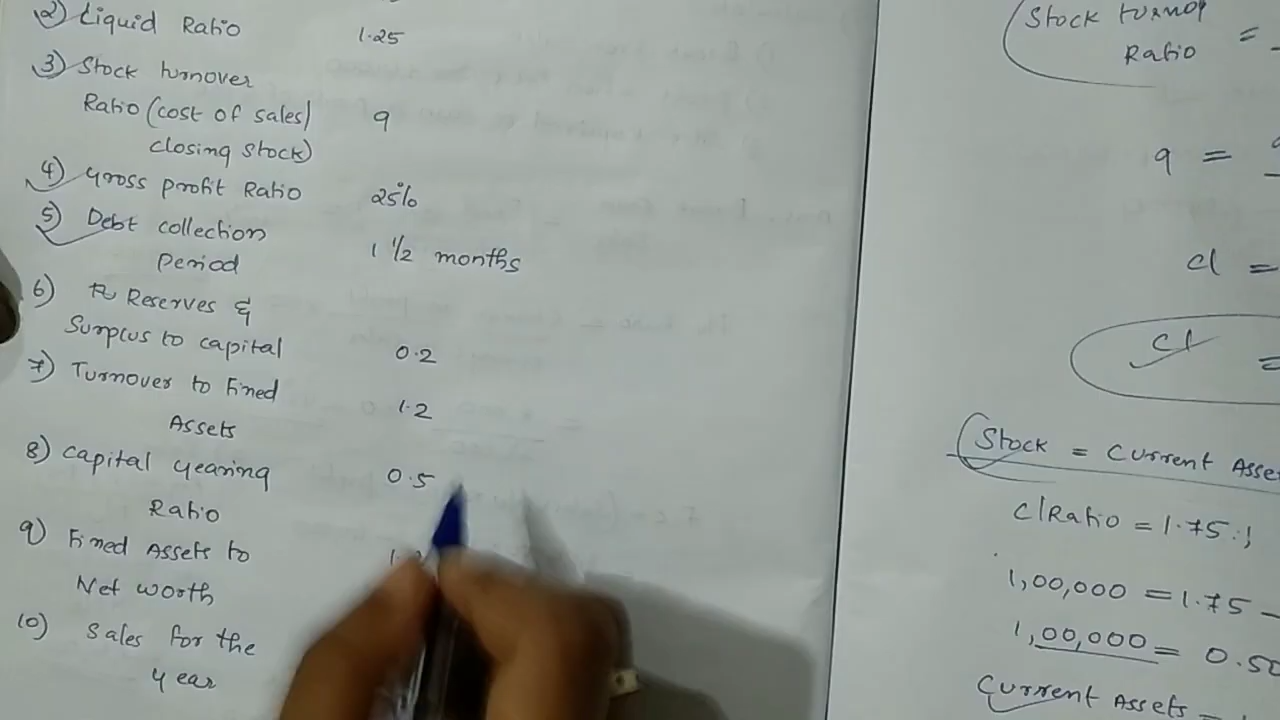 2) Liquid Ratio 1.25
3) Stock turnover
Ratio (cost of sales/ 9
closing stock)
4) Gross profit Ratio 25%
5) Debt collection
Period 1 1/2 months
6) Reserves &
Surplus to capital 0.2
7) Turnover to Fixed
Assets 1.2
8) Capital gearing 0.5
Ratio
9) Fixed Assets to
Net worth
10) Sales for the
year
Stock turnov
Ratio =
9 =
cl =
cl =
Stock = Current Asse
cl Ratio = 1.75:1
1,00,000 = 1.75 -
1,00,000 = 0.50
Current Assets =